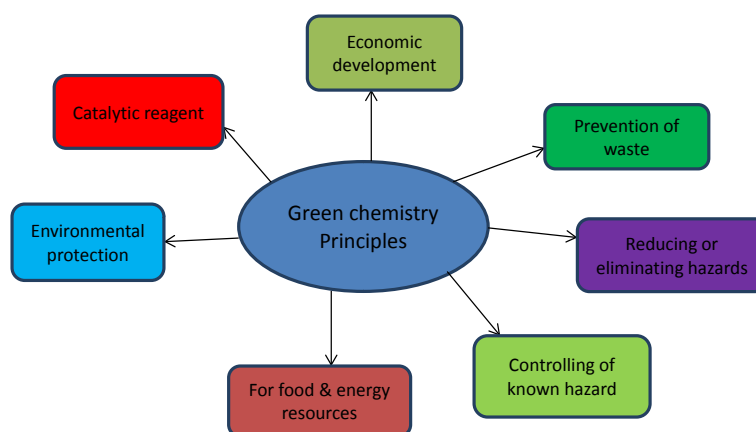 Economic
development
Catalytic reagent
Prevention of
waste
Green chemistry
Principles
Environmental
protection
Reducing or
eliminating hazards
Controlling of
known hazard
For food & energy
resources